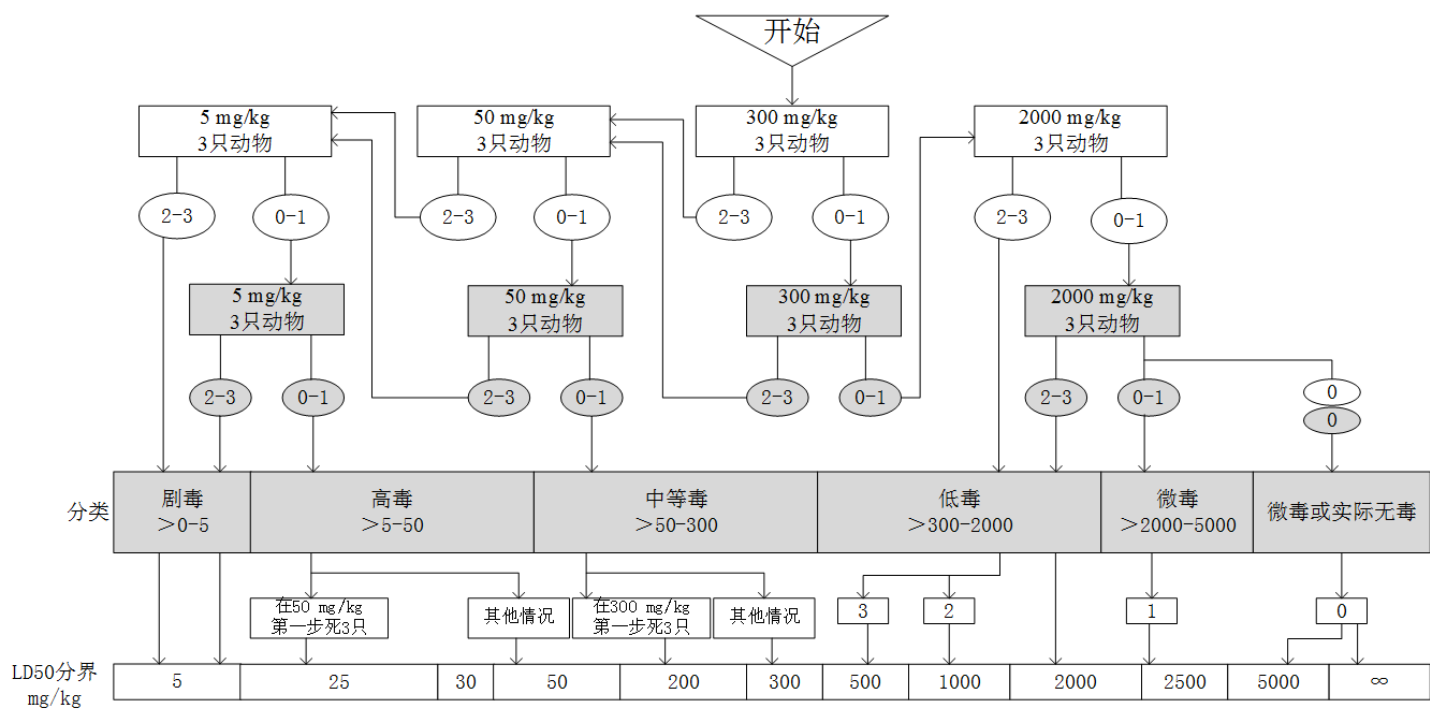 开始
5 mg/kg
3只动物
50 mg/kg
3只动物
300 mg/kg
3只动物
2000 mg/kg
3只动物
2-3
0-1
2-3
0-1
2-3
0-1
2-3
0-1
5 mg/kg
3只动物
50 mg/kg
3只动物
300 mg/kg
3只动物
2000 mg/kg
3只动物
2-3
0-1
2-3
0-1
2-3
0-1
2-3
0-1
0
0
分类
剧毒
＞0-5
高毒
＞5-50
中等毒
＞50-300
低毒
＞300-2000
微毒
＞2000-5000
微毒或实际无毒
在50 mg/kg
第一步死3只
其他情况
在300 mg/kg
第一步死3只
其他情况
3
2
1
0
LD50分界
mg/kg
5
25
30
50
200
300
500
1000
2000
2500
5000
∞